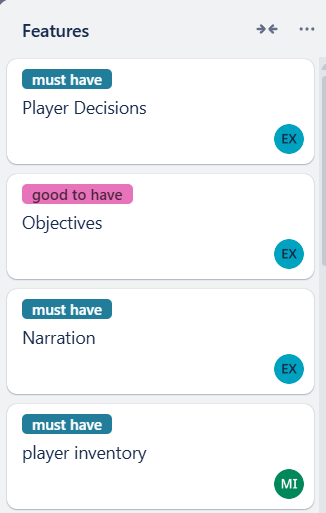 Features
must have
Player Decisions
EX
good to have
Objectives
EX
must have
Narration
EX
must have
player inventory
MI